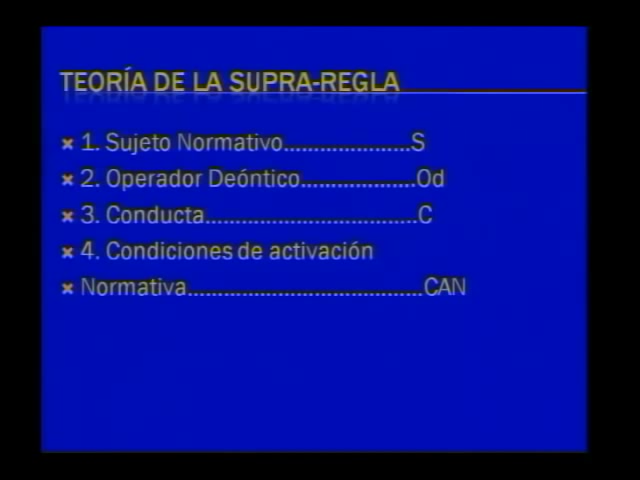 TEORÍA DE LA SUPRA-REGLA
× 1. Sujeto Normativo.....................S
× 2. Operador Deóntico...................Od
× 3. Conducta...................................C
× 4. Condiciones de activación
× Normativa.......................................CAN